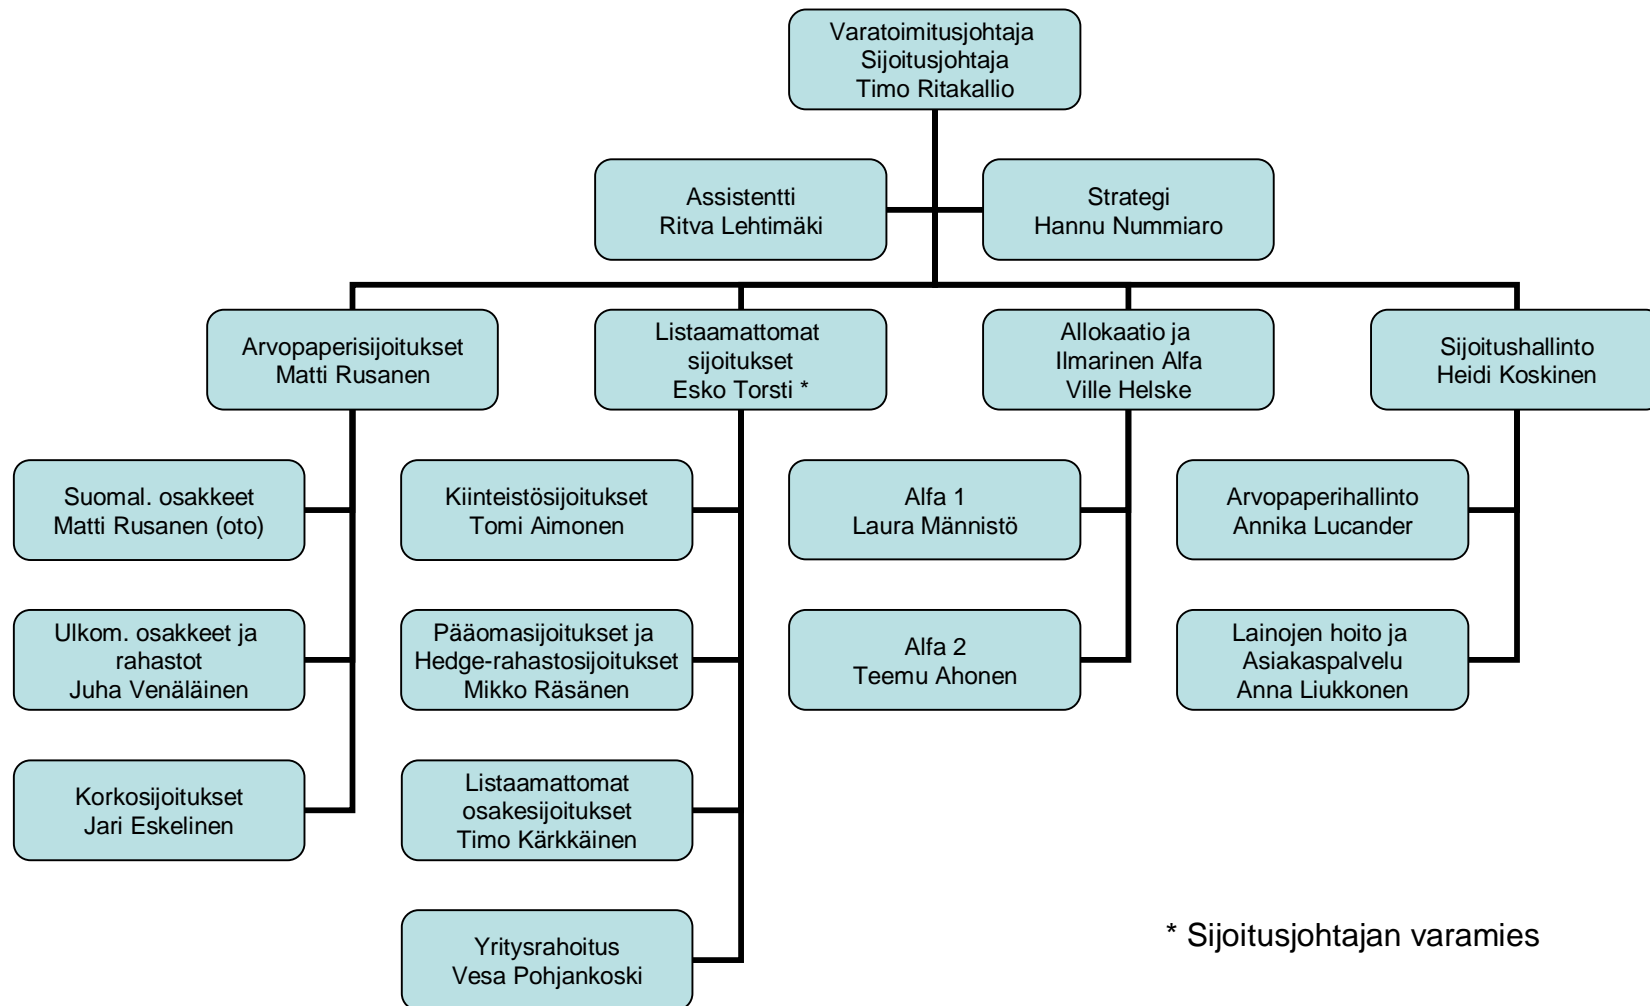 Varatoimitusjohtaja
Sijoitusjohtaja
Timo Ritakallio
Assistentti
Ritva Lehtimäki
Strategi
Hannu Nummiaro
Arvopaperisijoitukset
Matti Rusanen
Listaamattomat
sijoitukset
Esko Torsti *
Allokaatio ja
Ilmarinen Alfa
Ville Helske
Sijoitushallinto
Heidi Koskinen
Suomal. osakkeet
Matti Rusanen (oto)
Kiinteistösijoitukset
Tomi Aimonen
Alfa 1
Laura Männistö
Arvopaperihallinto
Annika Lucander
Ulkom. osakkeet ja
rahastot
Juha Venäläinen
Pääomasijoitukset ja
Hedge-rahastosijoitukset
Mikko Räsänen
Alfa 2
Teemu Ahonen
Lainojen hoito ja
Asiakaspalvelu
Anna Liukkonen
Korkosijoitukset
Jari Eskelinen
Listaamattomat
osakesijoitukset
Timo Kärkkäinen
Yritysrahoitus
Vesa Pohjankoski
* Sijoitusjohtajan varamies